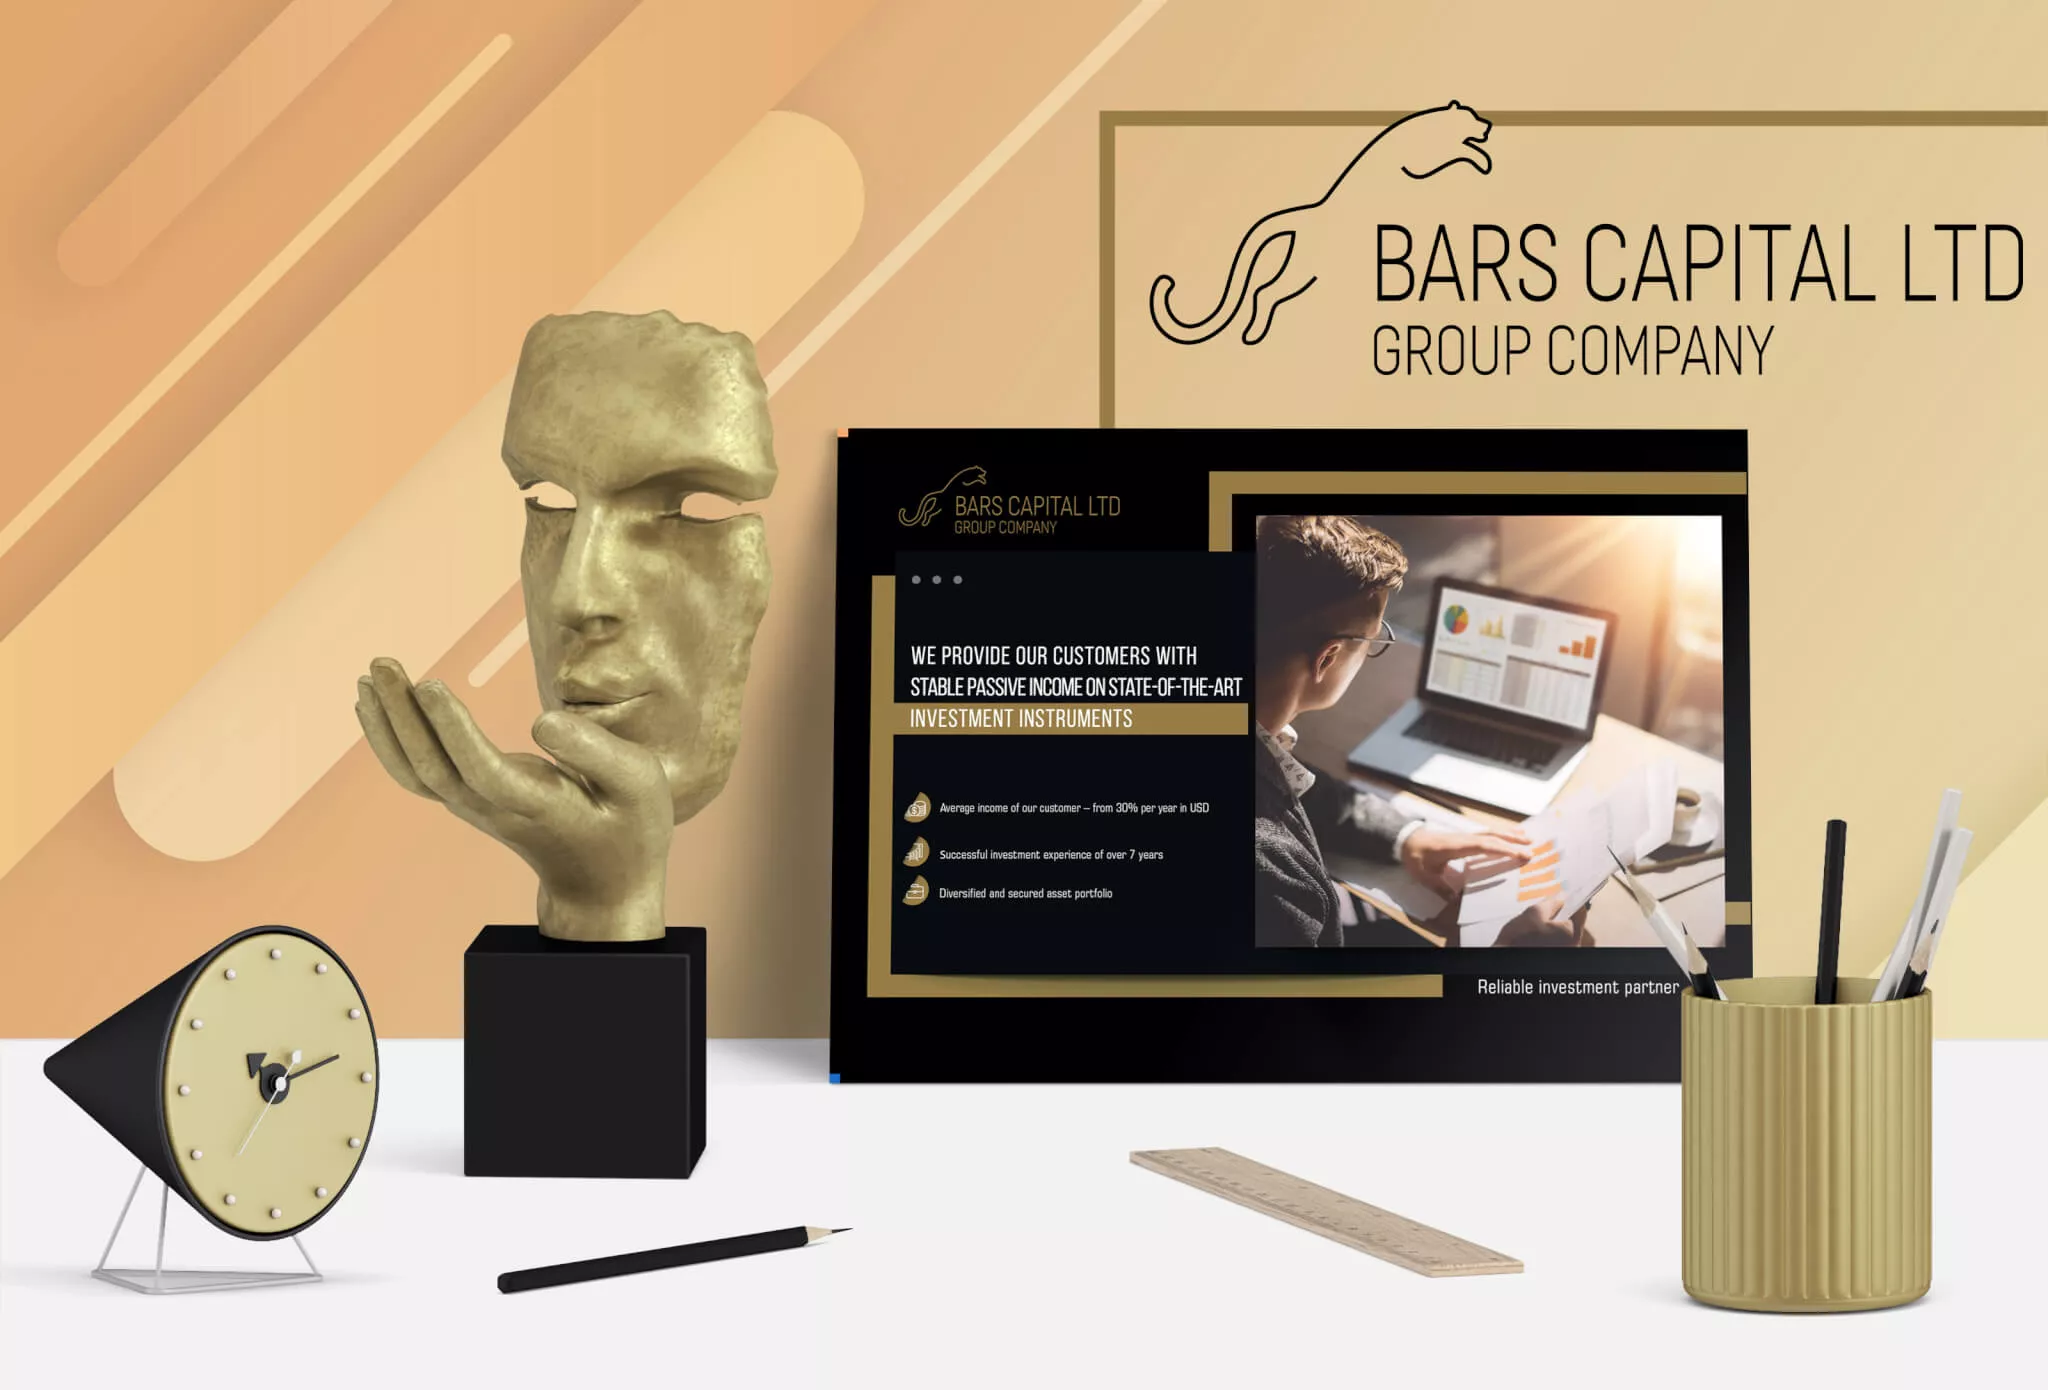 BARS CAPITAL LTD
GROUP COMPANY
BARS CAPITAL LTD
GROUP COMPANY
WE PROVIDE OUR CUSTOMERS WITH
STABLE PASSIVE INCOME ON STATE-OF-THE-ART
INVESTMENT INSTRUMENTS
Average income of our customer – from 30% per year in USD
Successful investment experience of over 7 years
Diversified and secured asset portfolio
Reliable investment partner